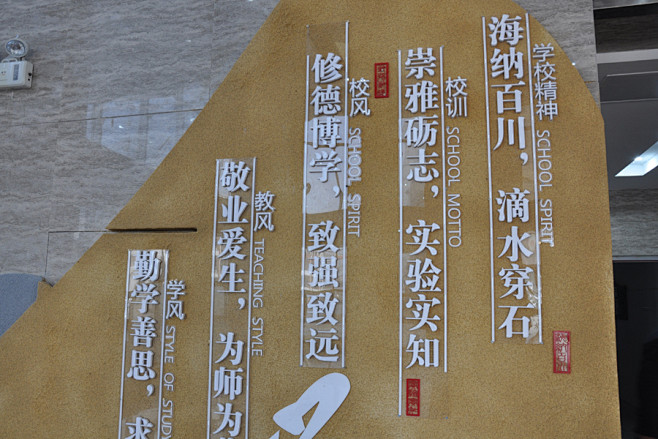 学校精神 SCHOOL SPIRIT
海纳百川，滴水穿石
校训 SCHOOL MOTTO
崇雅砺志，实验实知
校风 SCHOOL SPIRIT
修德博学，致强致远
教风 TEACHING STYLE
敬业爱生，为师为
学风 STYLE OF STUDY
勤学善思，求